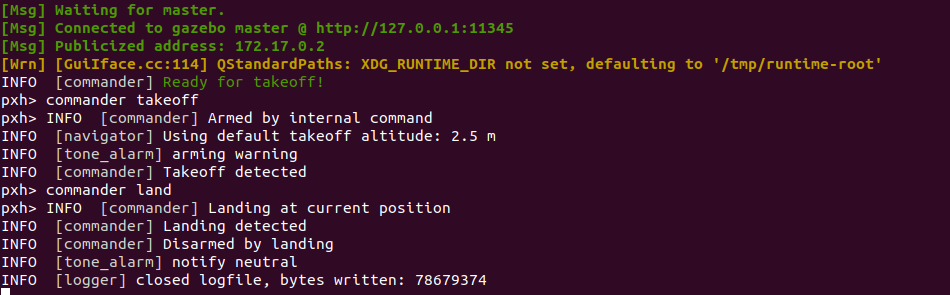 [Msg] Waiting for master.
[Msg] Connected to gazebo master @ http://127.0.0.1:11345
[Msg] Publicized address: 172.17.0.2
[Wrn] [GuiIface.cc:114] QStandardPaths: XDG_RUNTIME_DIR not set, defaulting to '/tmp/runtime-root'
INFO  [commander] Ready for takeoff!
pxh> commander takeoff
pxh> INFO  [commander] Armed by internal command
INFO  [navigator] Using default takeoff altitude: 2.5 m
INFO  [tone_alarm] arming warning
INFO  [commander] Takeoff detected
pxh> commander land
pxh> INFO  [commander] Landing at current position
INFO  [commander] Landing detected
INFO  [commander] Disarmed by landing
INFO  [tone_alarm] notify neutral
INFO  [logger] closed logfile, bytes written: 78679374